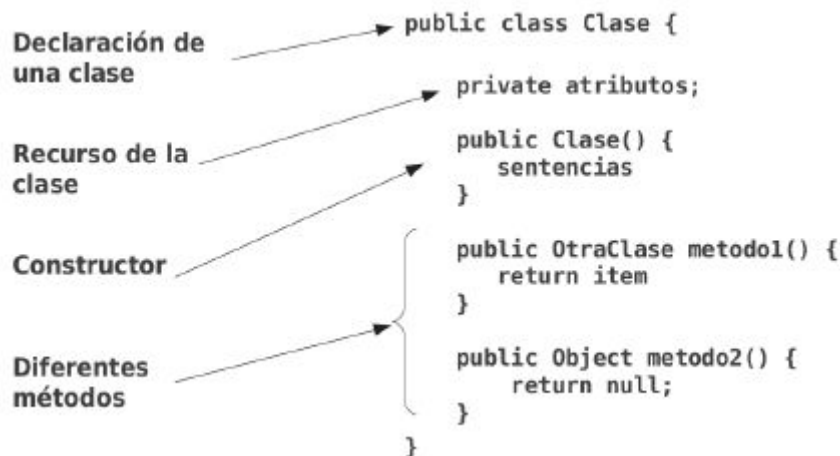 Declaración de
una clase
Recurso de la
clase
Constructor
Diferentes
métodos
public class Clase {
private atributos;
public Clase() {
sentencias
}
public OtraClase metodo1() {
return item
}
public Object metodo2() {
return null;
}
}